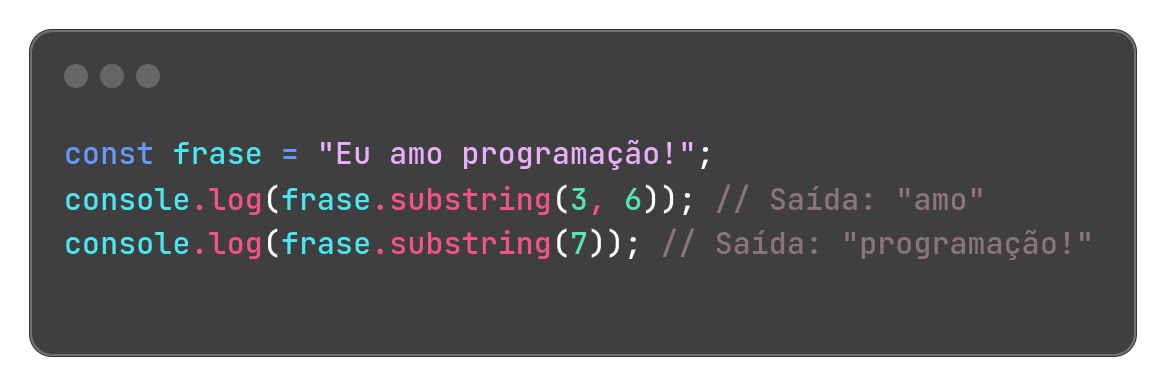 const frase = "Eu amo programação!";
console.log(frase.substring(3, 6)); // Saída: "amo"
console.log(frase.substring(7)); // Saída: "programação!"